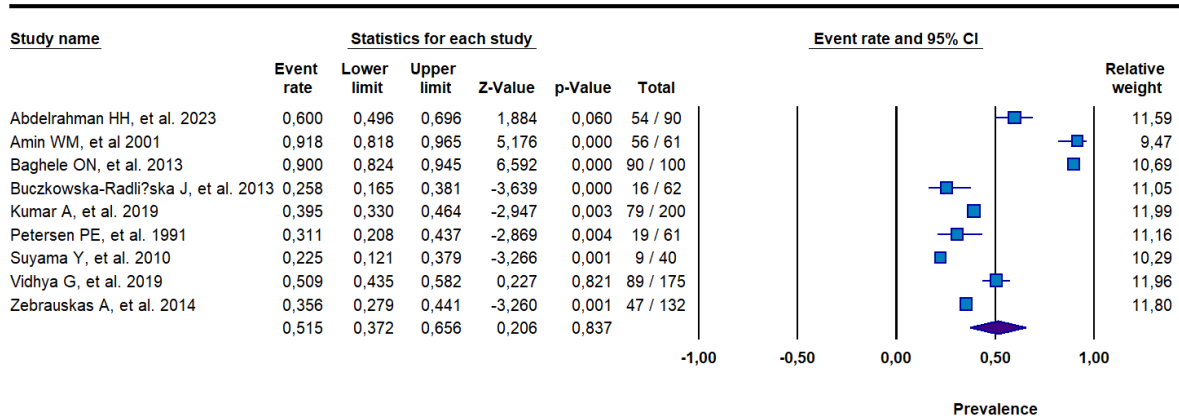 Study name Statistics for each study Event rate and 95% CI
Event rate Lower limit Upper limit Z-Value p-Value Total Relative weight
Abdelrahman HH, et al. 2023 0,600 0,496 0,696 1,884 0,060 54 / 90 11,59
Amin WM, et al 2001 0,918 0,818 0,965 5,176 0,000 56 / 61 9,47
Baghele ON, et al. 2013 0,900 0,824 0,945 6,592 0,000 90 / 100 10,69
Buczkowska-Radli?ska J, et al. 2013 0,258 0,165 0,381 -3,639 0,000 16 / 62 11,05
Kumar A, et al. 2019 0,395 0,330 0,464 -2,947 0,003 79 / 200 11,99
Petersen PE, et al. 1991 0,311 0,208 0,437 -2,869 0,004 19 / 61 11,16
Suyama Y, et al. 2010 0,225 0,121 0,379 -3,266 0,001 9 / 40 10,29
Vidhya G, et al. 2019 0,509 0,435 0,582 0,227 0,821 89 / 175 11,96
Zebrauskas A, et al. 2014 0,356 0,279 0,441 -3,260 0,001 47 / 132 11,80
0,515 0,372 0,656 0,206 0,837
-1,00 -0,50 0,00 0,50 1,00
Prevalence